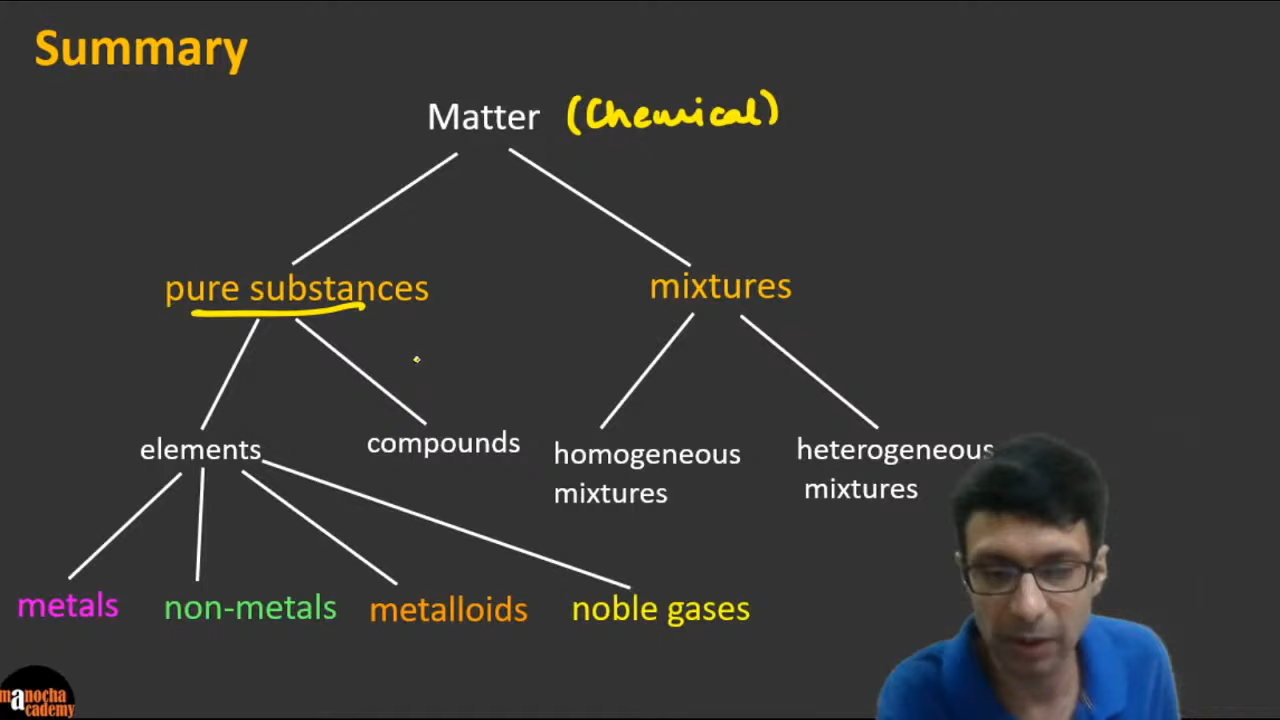 Summary
Matter (Chemical)
pure substances
mixtures
elements
compounds
homogeneous
mixtures
heterogeneous
mixtures
metals
non-metals
metalloids
noble gases
manocha
academy